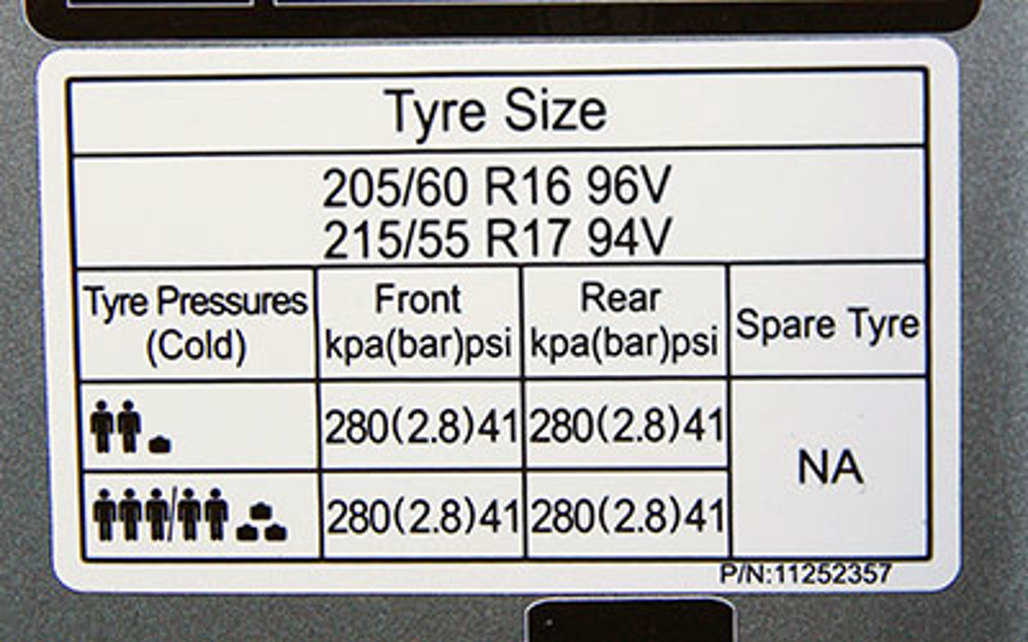 Tyre Size
205/60 R16 96V
215/55 R17 94V
Tyre Pressures
(Cold)
Front
kpa(bar)psi
Rear
kpa(bar)psi
Spare Tyre
280(2.8)41
280(2.8)41
NA
280(2.8)41
280(2.8)41
P/N:11252357